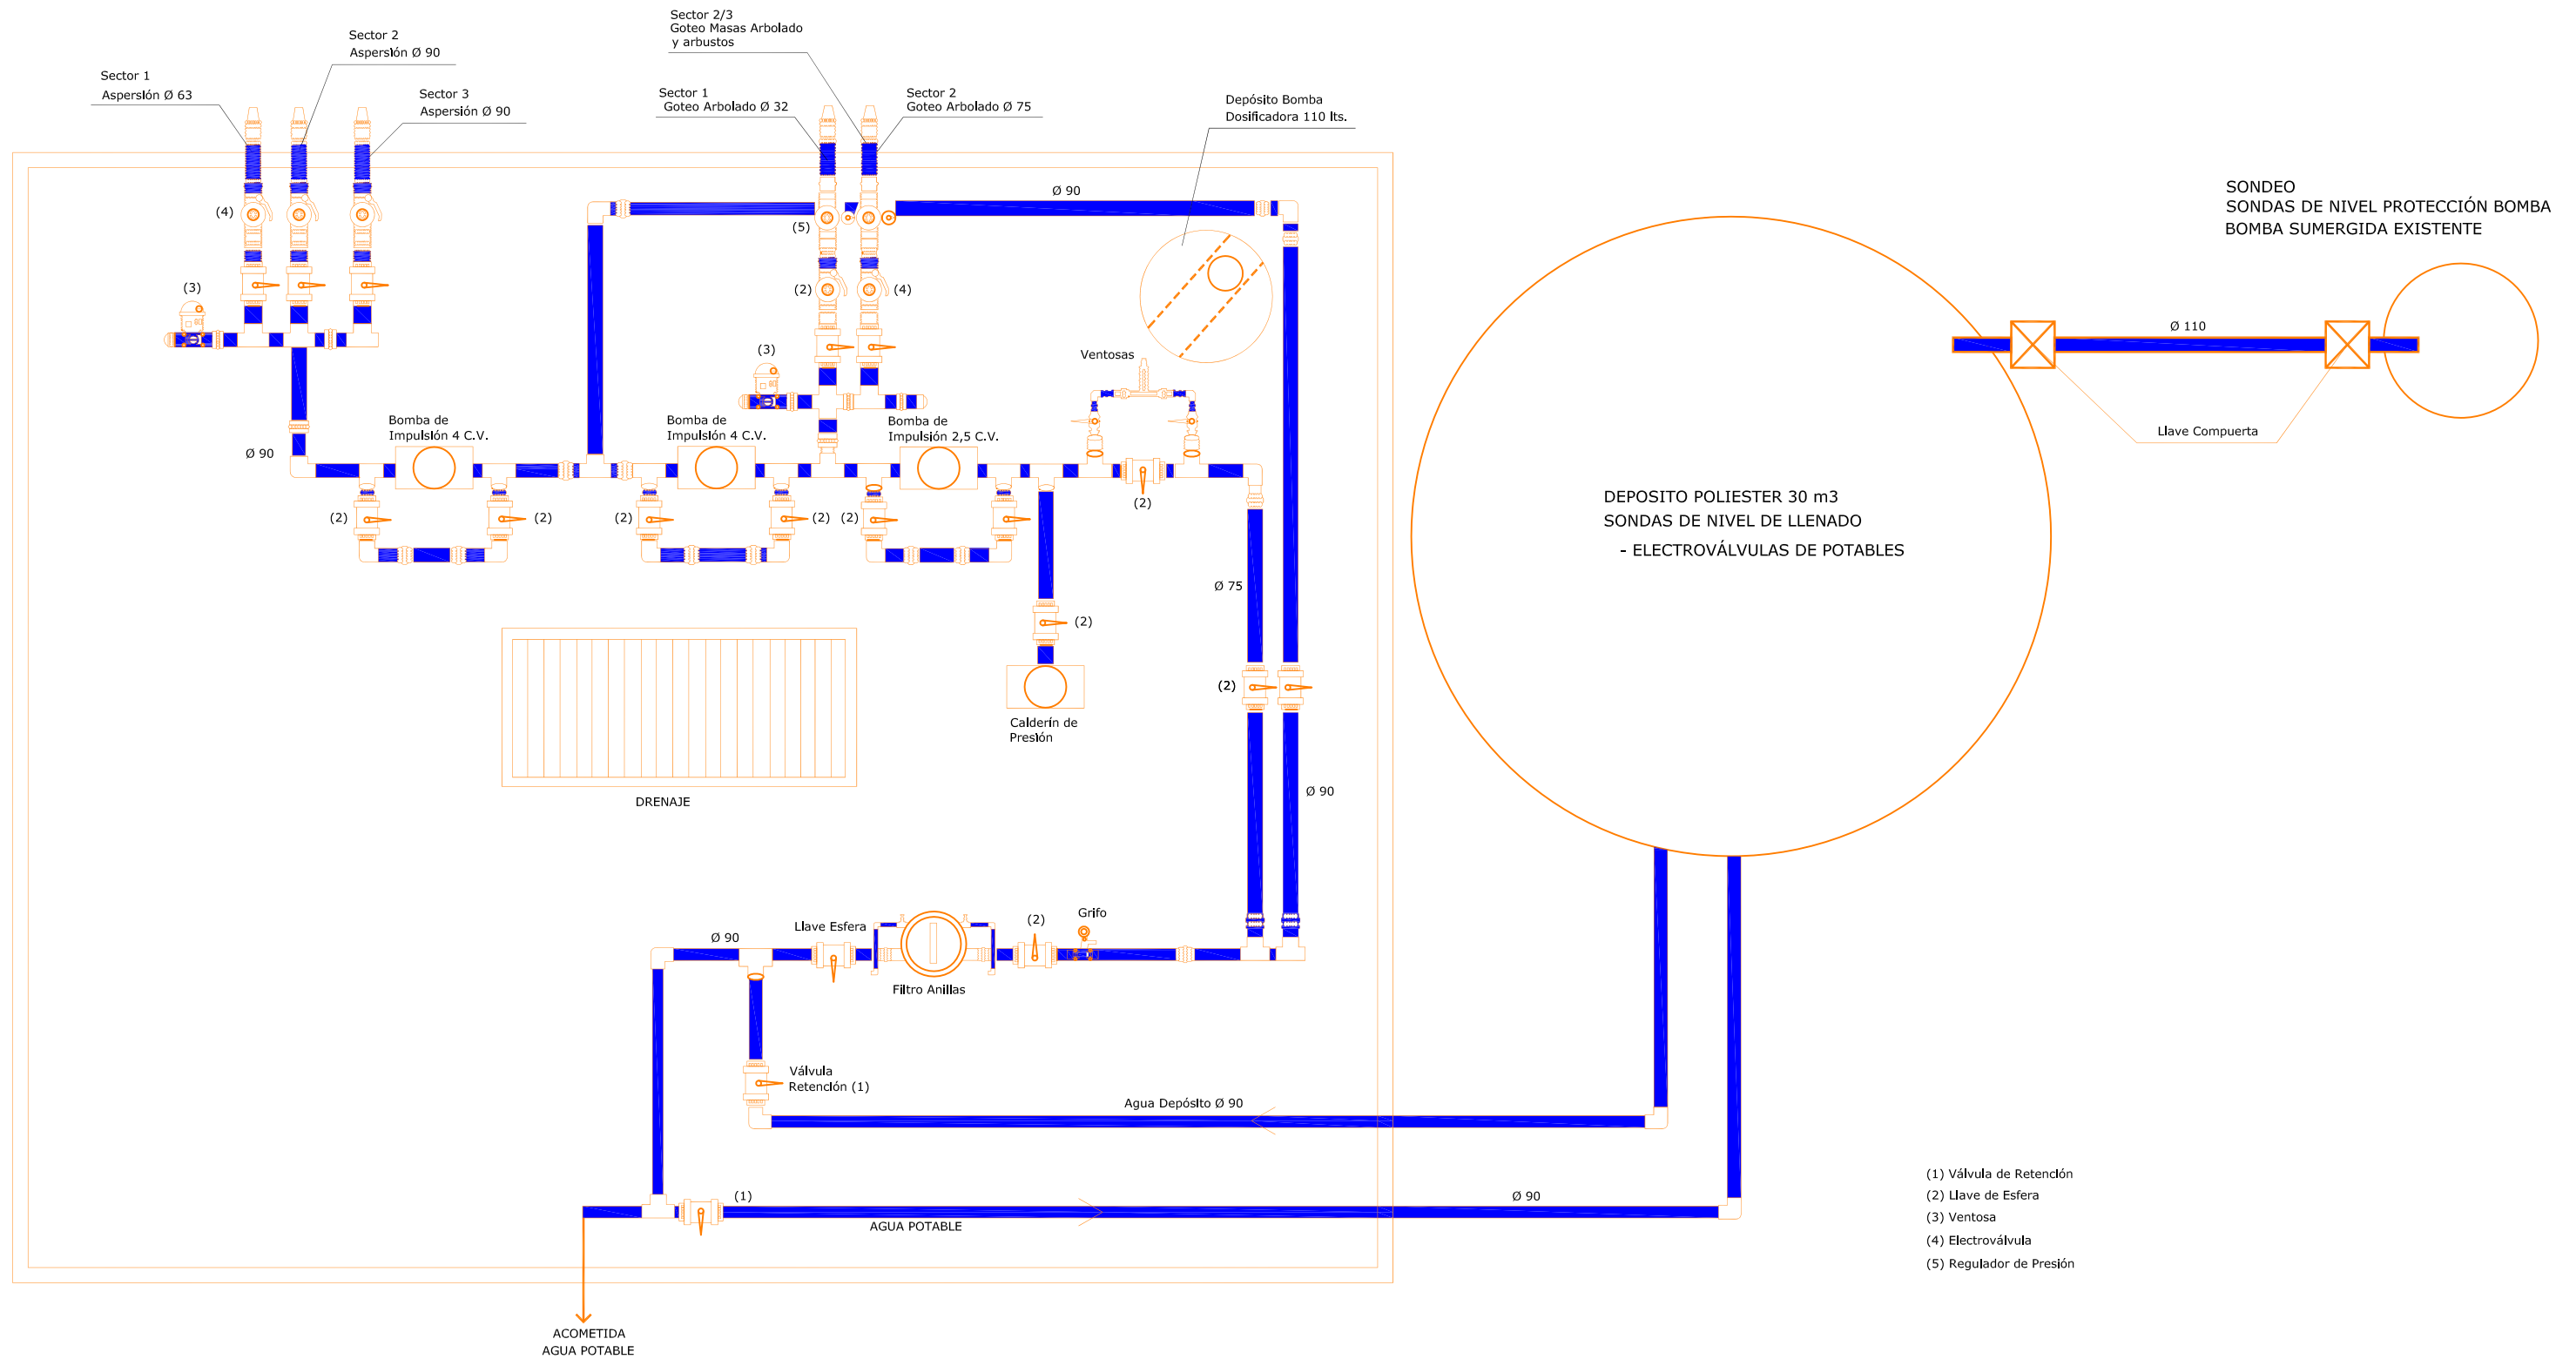 Sector 2/3
Goteo Masas Arbolado
y arbustos
Sector 2
Aspersión Ø 90
Sector 1
Aspersión Ø 63
Sector 3
Aspersión Ø 90
Sector 1
Goteo Arbolado Ø 32
Sector 2
Goteo Arbolado Ø 75
Depósito Bomba
Dosificadora 110 lts.
SONDEO
SONDAS DE NIVEL PROTECCIÓN BOMBA
BOMBA SUMERGIDA EXISTENTE
Ø 90
(4)
(5)
(3)
(2)
(4)
Ø 110
(3)
Ventosas
Bomba de
Impulsión 4 C.V.
Bomba de
Impulsión 4 C.V.
Bomba de
Impulsión 2,5 C.V.
Llave Compuerta
Ø 90
(2)
(2)
(2)
(2)
(2)
(2)
DEPOSITO POLIESTER 30 m3
SONDAS DE NIVEL DE LLENADO
- ELECTROVÁLVULAS DE POTABLES
Ø 75
(2)
(2)
Calderín de
Presión
DRENAJE
Ø 90
Llave Esfera
(2)
Grifo
Ø 90
Filtro Anillas
Válvula
Retención (1)
Agua Depósito Ø 90
(1)
Ø 90
AGUA POTABLE
(1) Válvula de Retención
(2) Llave de Esfera
(3) Ventosa
(4) Electroválvula
(5) Regulador de Presión
ACOMETIDA
AGUA POTABLE